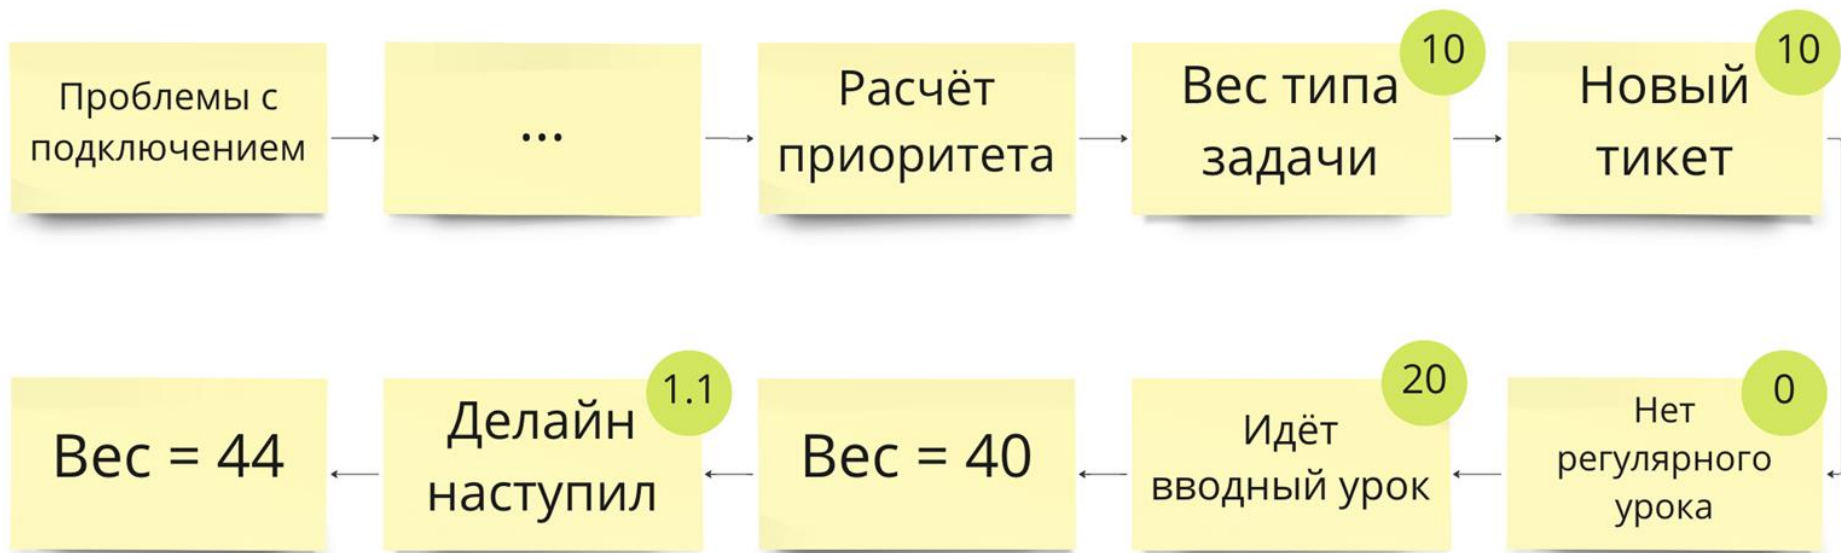 Проблемы с
подключением
...
Расчёт
приоритета
10
Вес типа
задачи
10
Новый
тикет
0
Нет
регулярного
урока
20
Идёт
вводный урок
Вес = 40
1.1
Делайн
наступил
Вес = 44